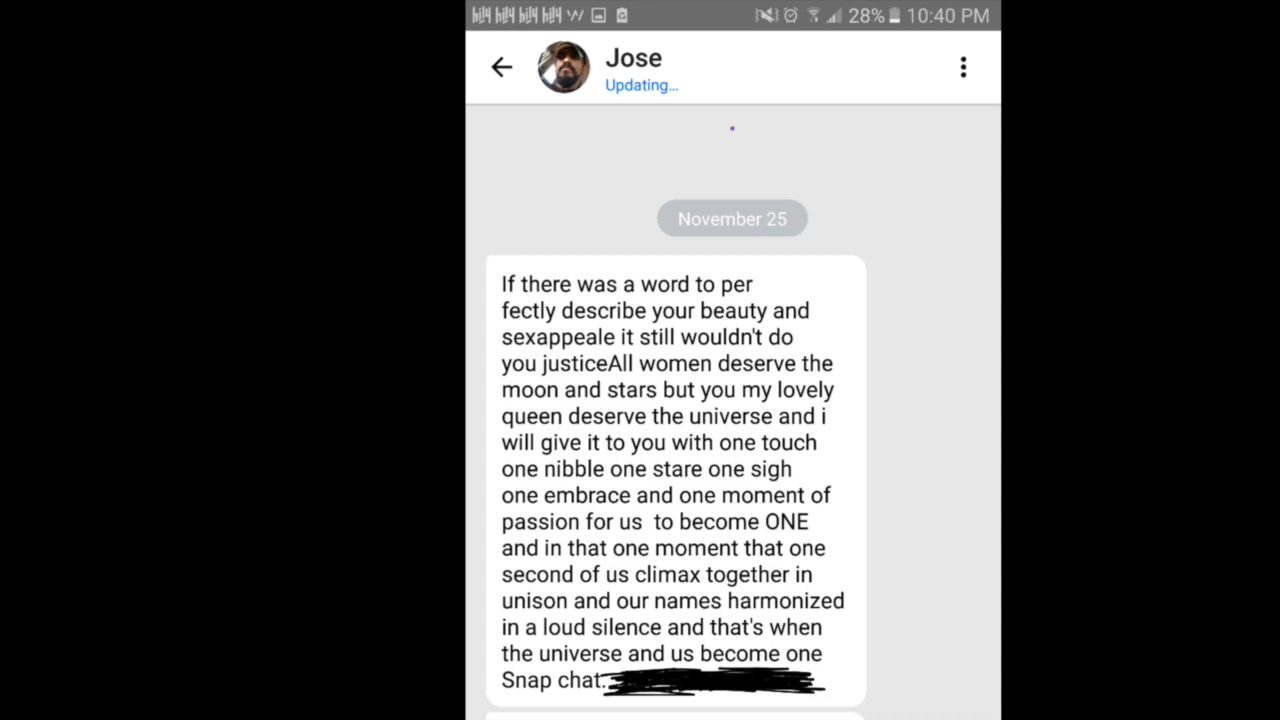 hily hily hily hily 28% 10:40 PM
Jose
Updating...
November 25
If there was a word to per
fectly describe your beauty and
sexappeale it still wouldn't do
you justiceAll women deserve the
moon and stars but you my lovely
queen deserve the universe and i
will give it to you with one touch
one nibble one stare one sigh
one embrace and one moment of
passion for us  to become ONE
and in that one moment that one
second of us climax together in
unison and our names harmonized
in a loud silence and that's when
the universe and us become one
Snap chat: